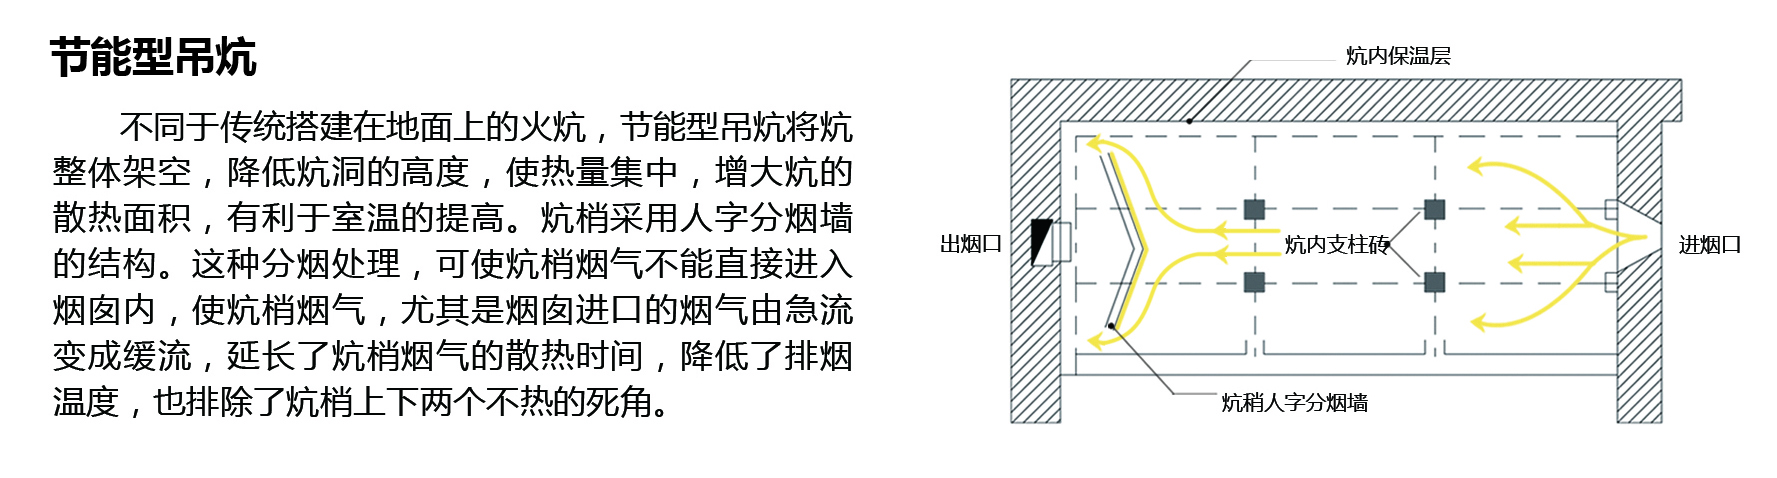 节能型吊炕
不同于传统搭建在地面上的火炕，节能型吊炕将炕
整体架空，降低炕洞的高度，使热量集中，增大炕的
散热面积，有利于室温的提高。炕梢采用人字分烟墙
的结构。这种分烟处理，可使炕梢烟气不能直接进入
烟囱内，使炕梢烟气，尤其是烟囱进口的烟气由急流
变成缓流，延长了炕梢烟气的散热时间，降低了排烟
温度，也排除了炕梢上下两个不热的死角。
炕内保温层
出烟口
炕内支柱砖
进烟口
炕稍人字分烟墙